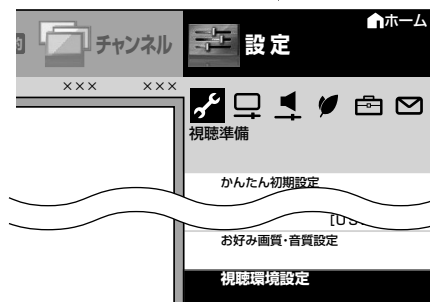 チャンネル
設定
ホーム
××× ×××
視聴準備
かんたん初期設定
お好み画質・音質設定
視聴環境設定